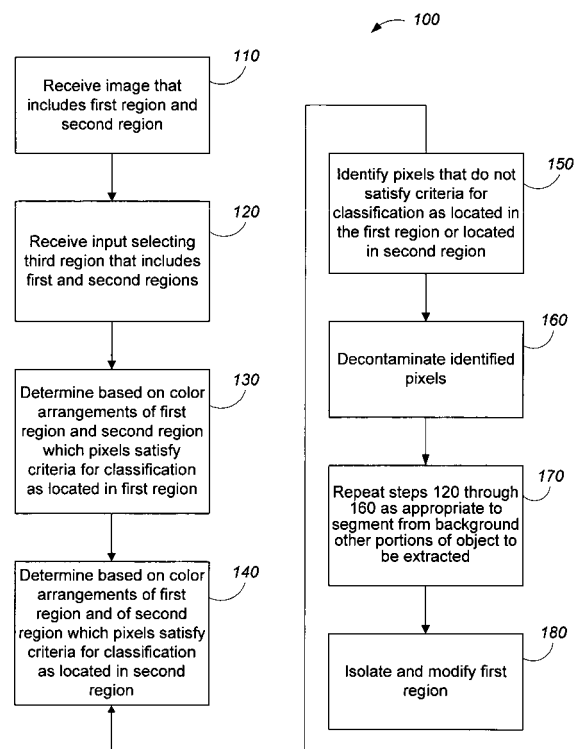 100
110
Receive image that
includes first region and
second region
120
Receive input selecting
third region that includes
first and second regions
130
Determine based on color
arrangements of first
region and second region
which pixels satisfy
criteria for classification
as located in first region
140
Determine based on color
arrangements of first
region and of second
region which pixels satisfy
criteria for classification
as located in second
region
150
Identify pixels that do not
satisfy criteria for
classification as located in
the first region or located
in second region
160
Decontaminate identified
pixels
170
Repeat steps 120 through
160 as appropriate to
segment from background
other portions of object to
be extracted
180
Isolate and modify first
region